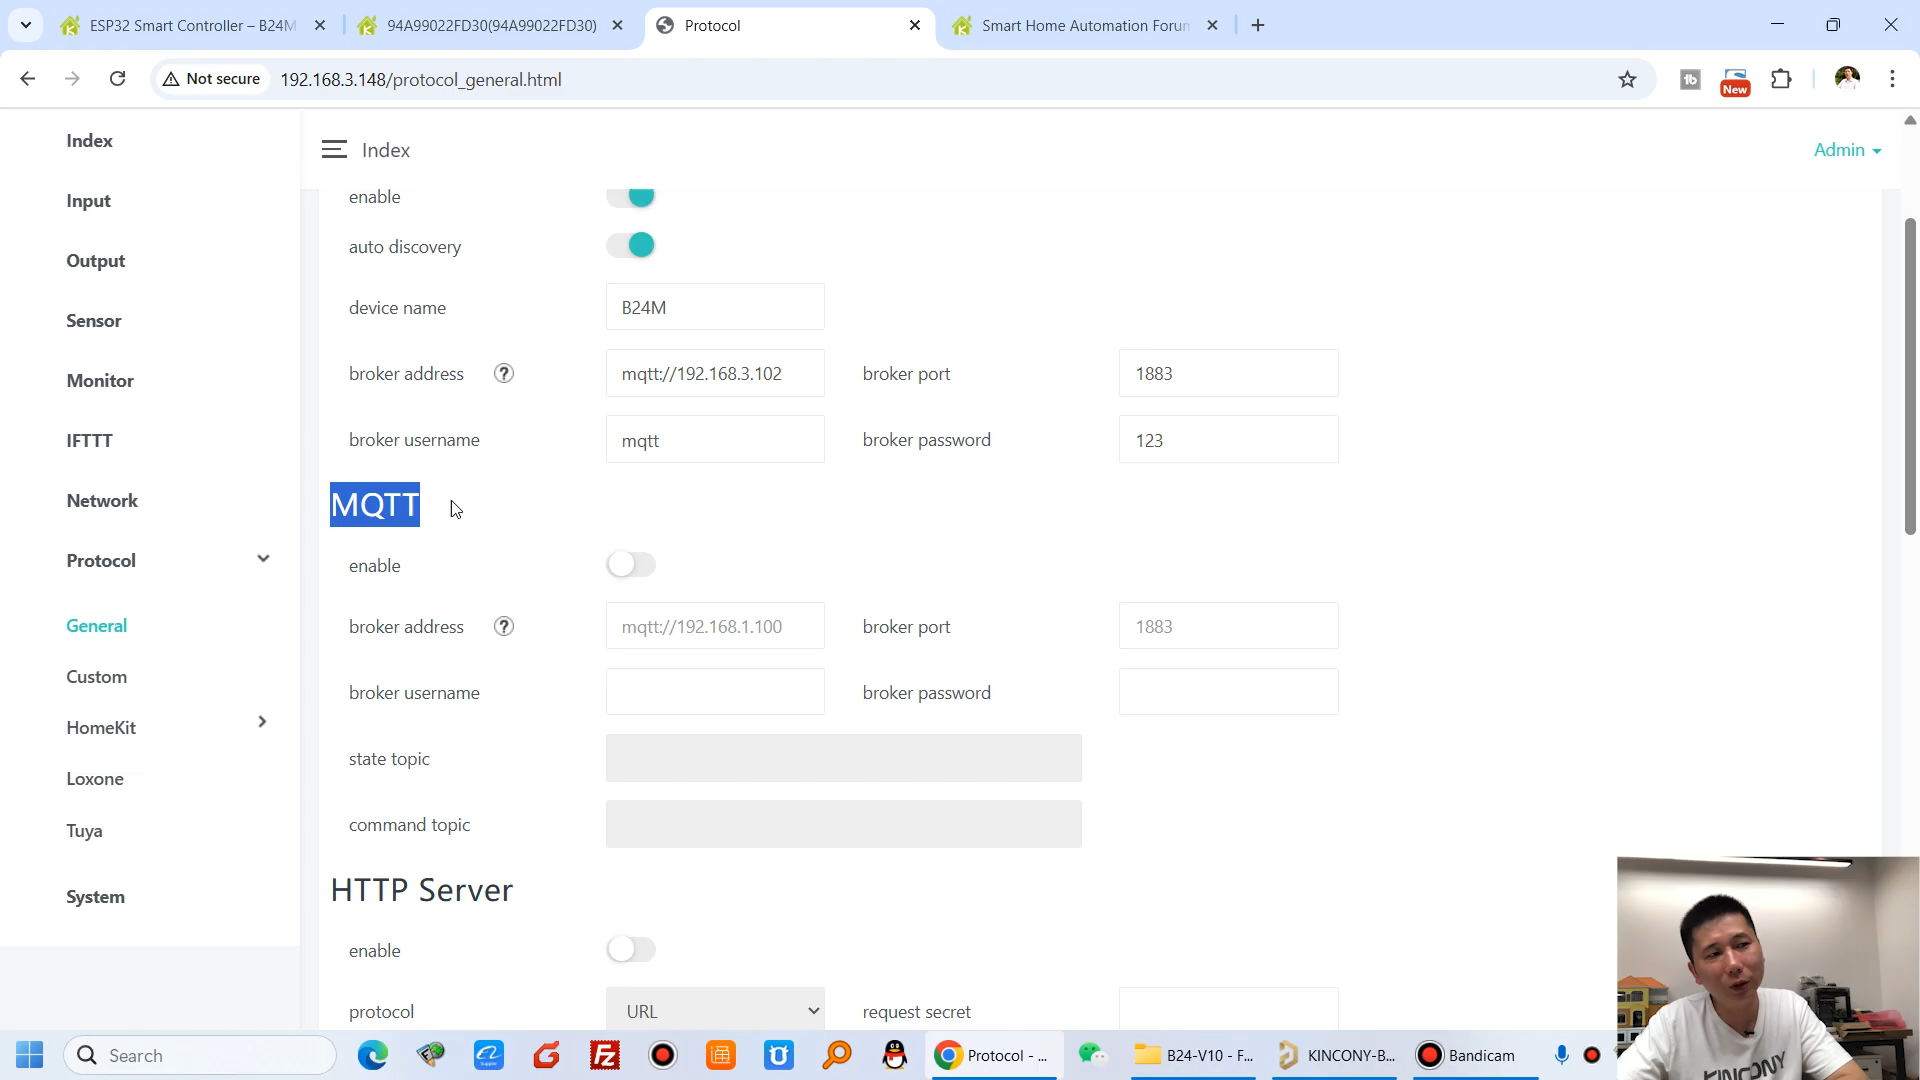 ESP32 Smart Controller – B24M
94A99022FD30(94A99022FD30)
Protocol
Smart Home Automation Forum
Not secure
192.168.3.148/protocol_general.html
New
Index
Input
Output
Sensor
Monitor
IFTTT
Network
Protocol
General
Custom
HomeKit
Loxone
Tuya
System
Index
Admin
enable
auto discovery
device name
B24M
broker address
?
mqtt://192.168.3.102
broker port
1883
broker username
mqtt
broker password
123
MQTT
enable
broker address
?
mqtt://192.168.1.100
broker port
1883
broker username
broker password
state topic
command topic
HTTP Server
enable
protocol
URL
request secret
KINCONY
Search
Protocol - ...
B24-V10 - F...
KINCONY-B...
Bandicam